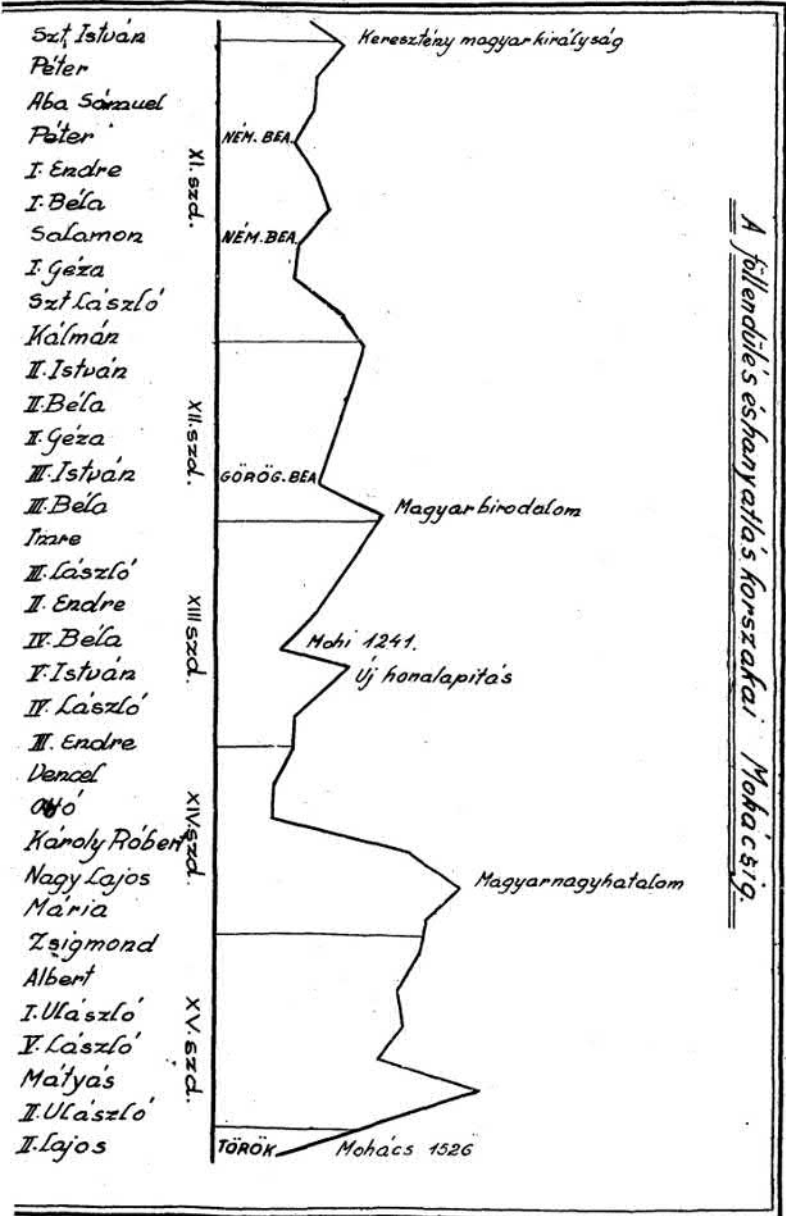 A föllendülés és hanyatlás korszakai Mohácsig.
Szt István
Péter
Aba Sámuel
Péter
I. Endre
I. Béla
Salamon
I. Géza
Szt László
Kálmán
II. István
II. Béla
II. Géza
III. István
III. Béla
Imre
III. László
II. Endre
IV. Béla
V. István
IV. László
III. Endre
Vencel
Ottó
Károly Róbert
Nagy Lajos
Mária
Zsigmond
Albert
I. Ulászló
V. László
Mátyás
II. Ulászló
II. Lajos
XI. szd.
XII. szd.
XIII szd.
XIV. szd.
XV. szd.
Keresztény magyar királyság
NÉM. BEA.
NÉM. BEA.
GÖRÖG. BEA
Magyar birodalom
Mohi 1241.
Új honalapitás
Magyar nagyhatalom
TÖRÖK
Mohács 1526